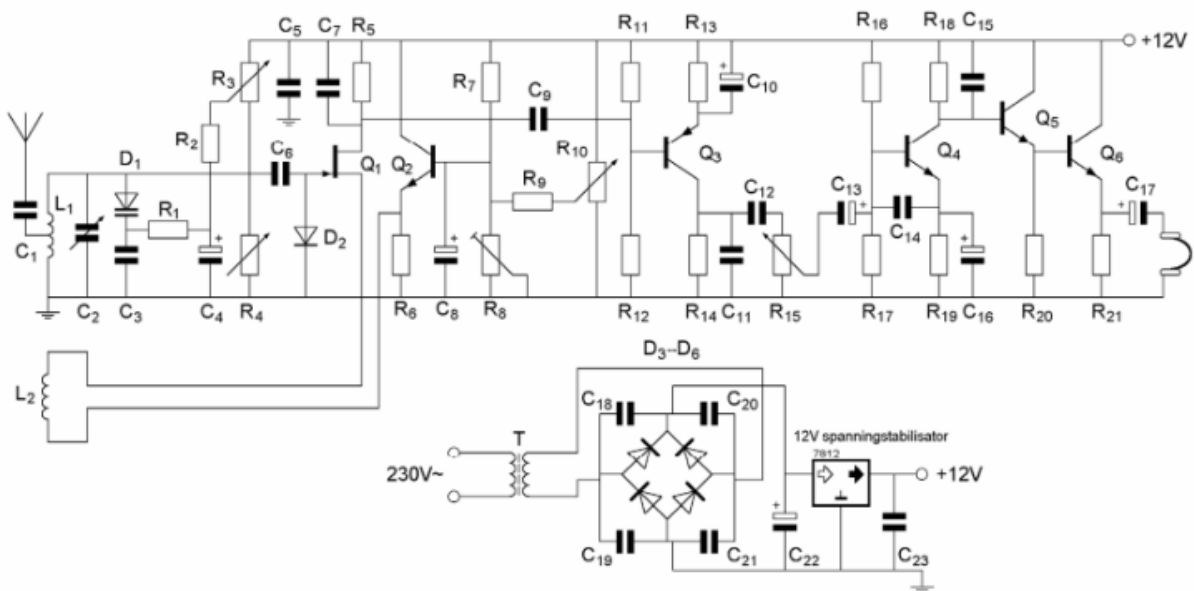 C5 C7 R5 R11 R13 R16 R18 C15
+12V
R3 R7 C9 + C10
R2 R10 Q5
D1 C6 Q1 Q2 Q3 Q4 Q6
L1 R1 R9 C12 C13 + C17 +
C1 + D2 + C14 +
C2 C3 C4 R4 R6 C8 R8 R12 R14 C11 R15 R17 R19 C16 R20 R21
D3--D6
L2
C18 C20
T 12V spanningstabilisator
7812
230V~ +12V
+
C19 C21 C22 C23